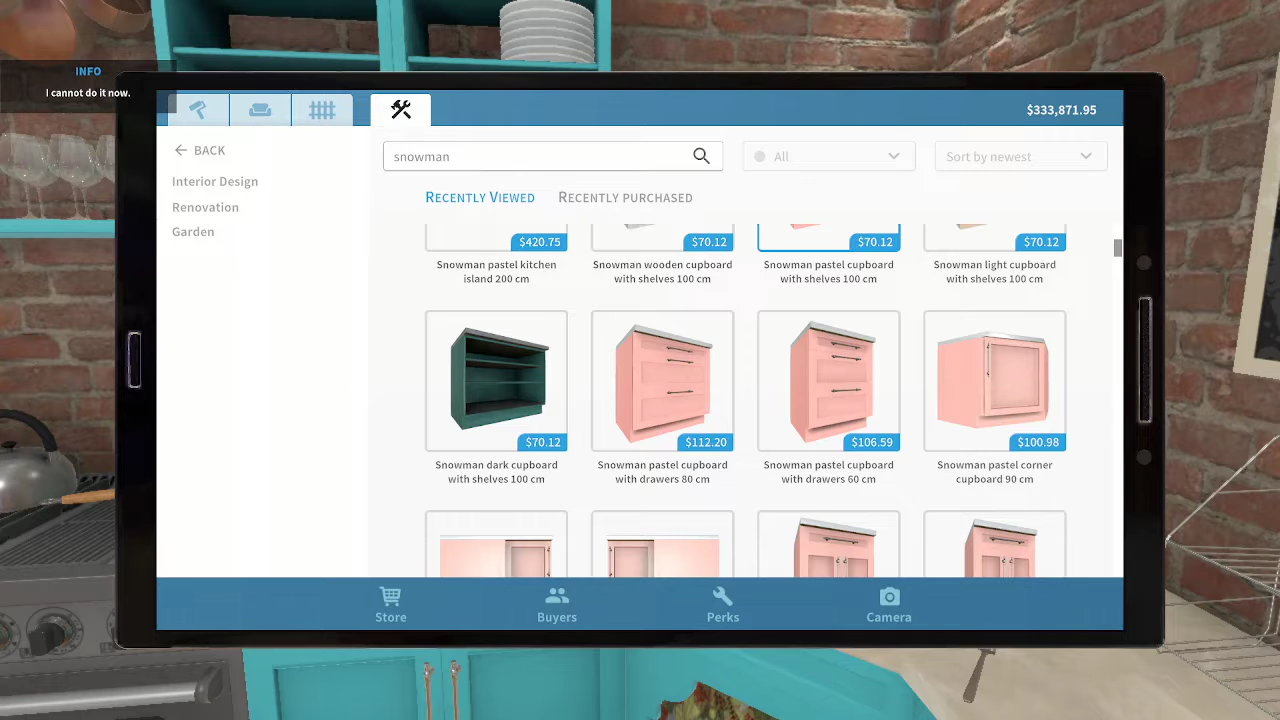 INFO
I cannot do it now.
$333,871.95
BACK
Interior Design
Renovation
Garden
snowman
All
Sort by newest
RECENTLY VIEWED
RECENTLY PURCHASED
$420.75
$70.12
$70.12
$70.12
Snowman pastel kitchen
island 200 cm
Snowman wooden cupboard
with shelves 100 cm
Snowman pastel cupboard
with shelves 100 cm
Snowman light cupboard
with shelves 100 cm
$70.12
$112.20
$106.59
$100.98
Snowman dark cupboard
with shelves 100 cm
Snowman pastel cupboard
with drawers 80 cm
Snowman pastel cupboard
with drawers 60 cm
Snowman pastel corner
cupboard 90 cm
Store
Buyers
Perks
Camera